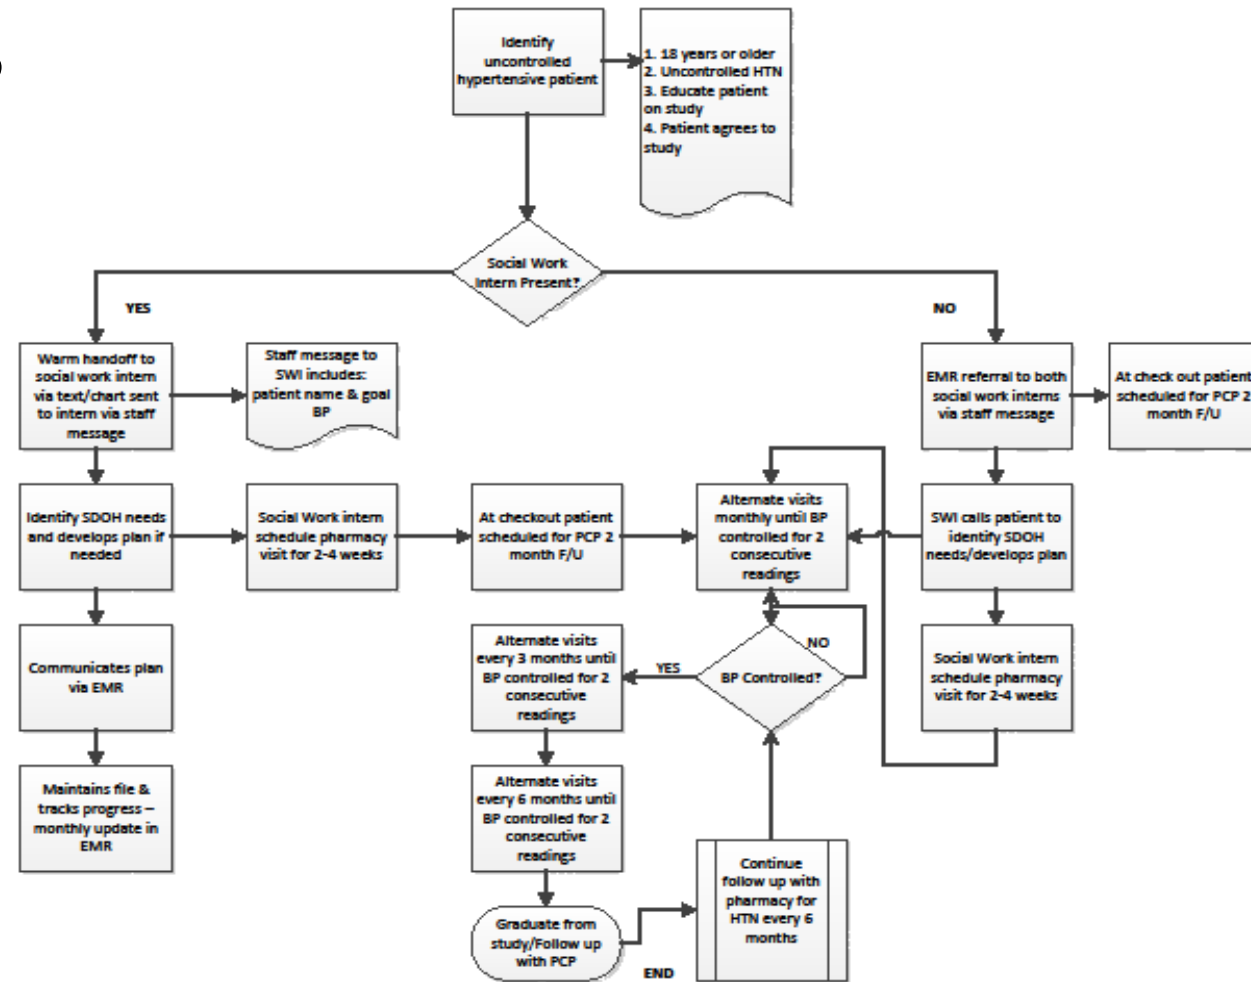 Identify
uncontrolled
hypertensive patient
1. 18 years or older
2. Uncontrolled HTN
3. Educate patient
on study
4. Patient agrees to
study
)
Social Work
Intern Present?
YES
NO
Warm handoff to
social work intern
via text/chart sent
to intern via staff
message
Staff message to
SWI includes:
patient name & goal
BP
EMR referral to both
social work interns
via staff message
At check out patient
scheduled for PCP 2
month F/U
Identify SDOH needs
and develops plan if
needed
Social Work intern
schedule pharmacy
visit for 2-4 weeks
At checkout patient
scheduled for PCP 2
month F/U
Alternate visits
monthly until BP
controlled for 2
consecutive
readings
SWI calls patient to
identify SDOH
needs/develops plan
Communicates plan
via EMR
Alternate visits
every 3 months until
BP controlled for 2
consecutive
readings
YES
BP Controlled?
NO
Social Work intern
schedule pharmacy
visit for 2-4 weeks
Maintains file &
tracks progress –
monthly update in
EMR
Alternate visits
every 6 months until
BP controlled for 2
consecutive
readings
Graduate from
study/Follow up
with PCP
END
Continue
follow up with
pharmacy for
HTN every 6
months